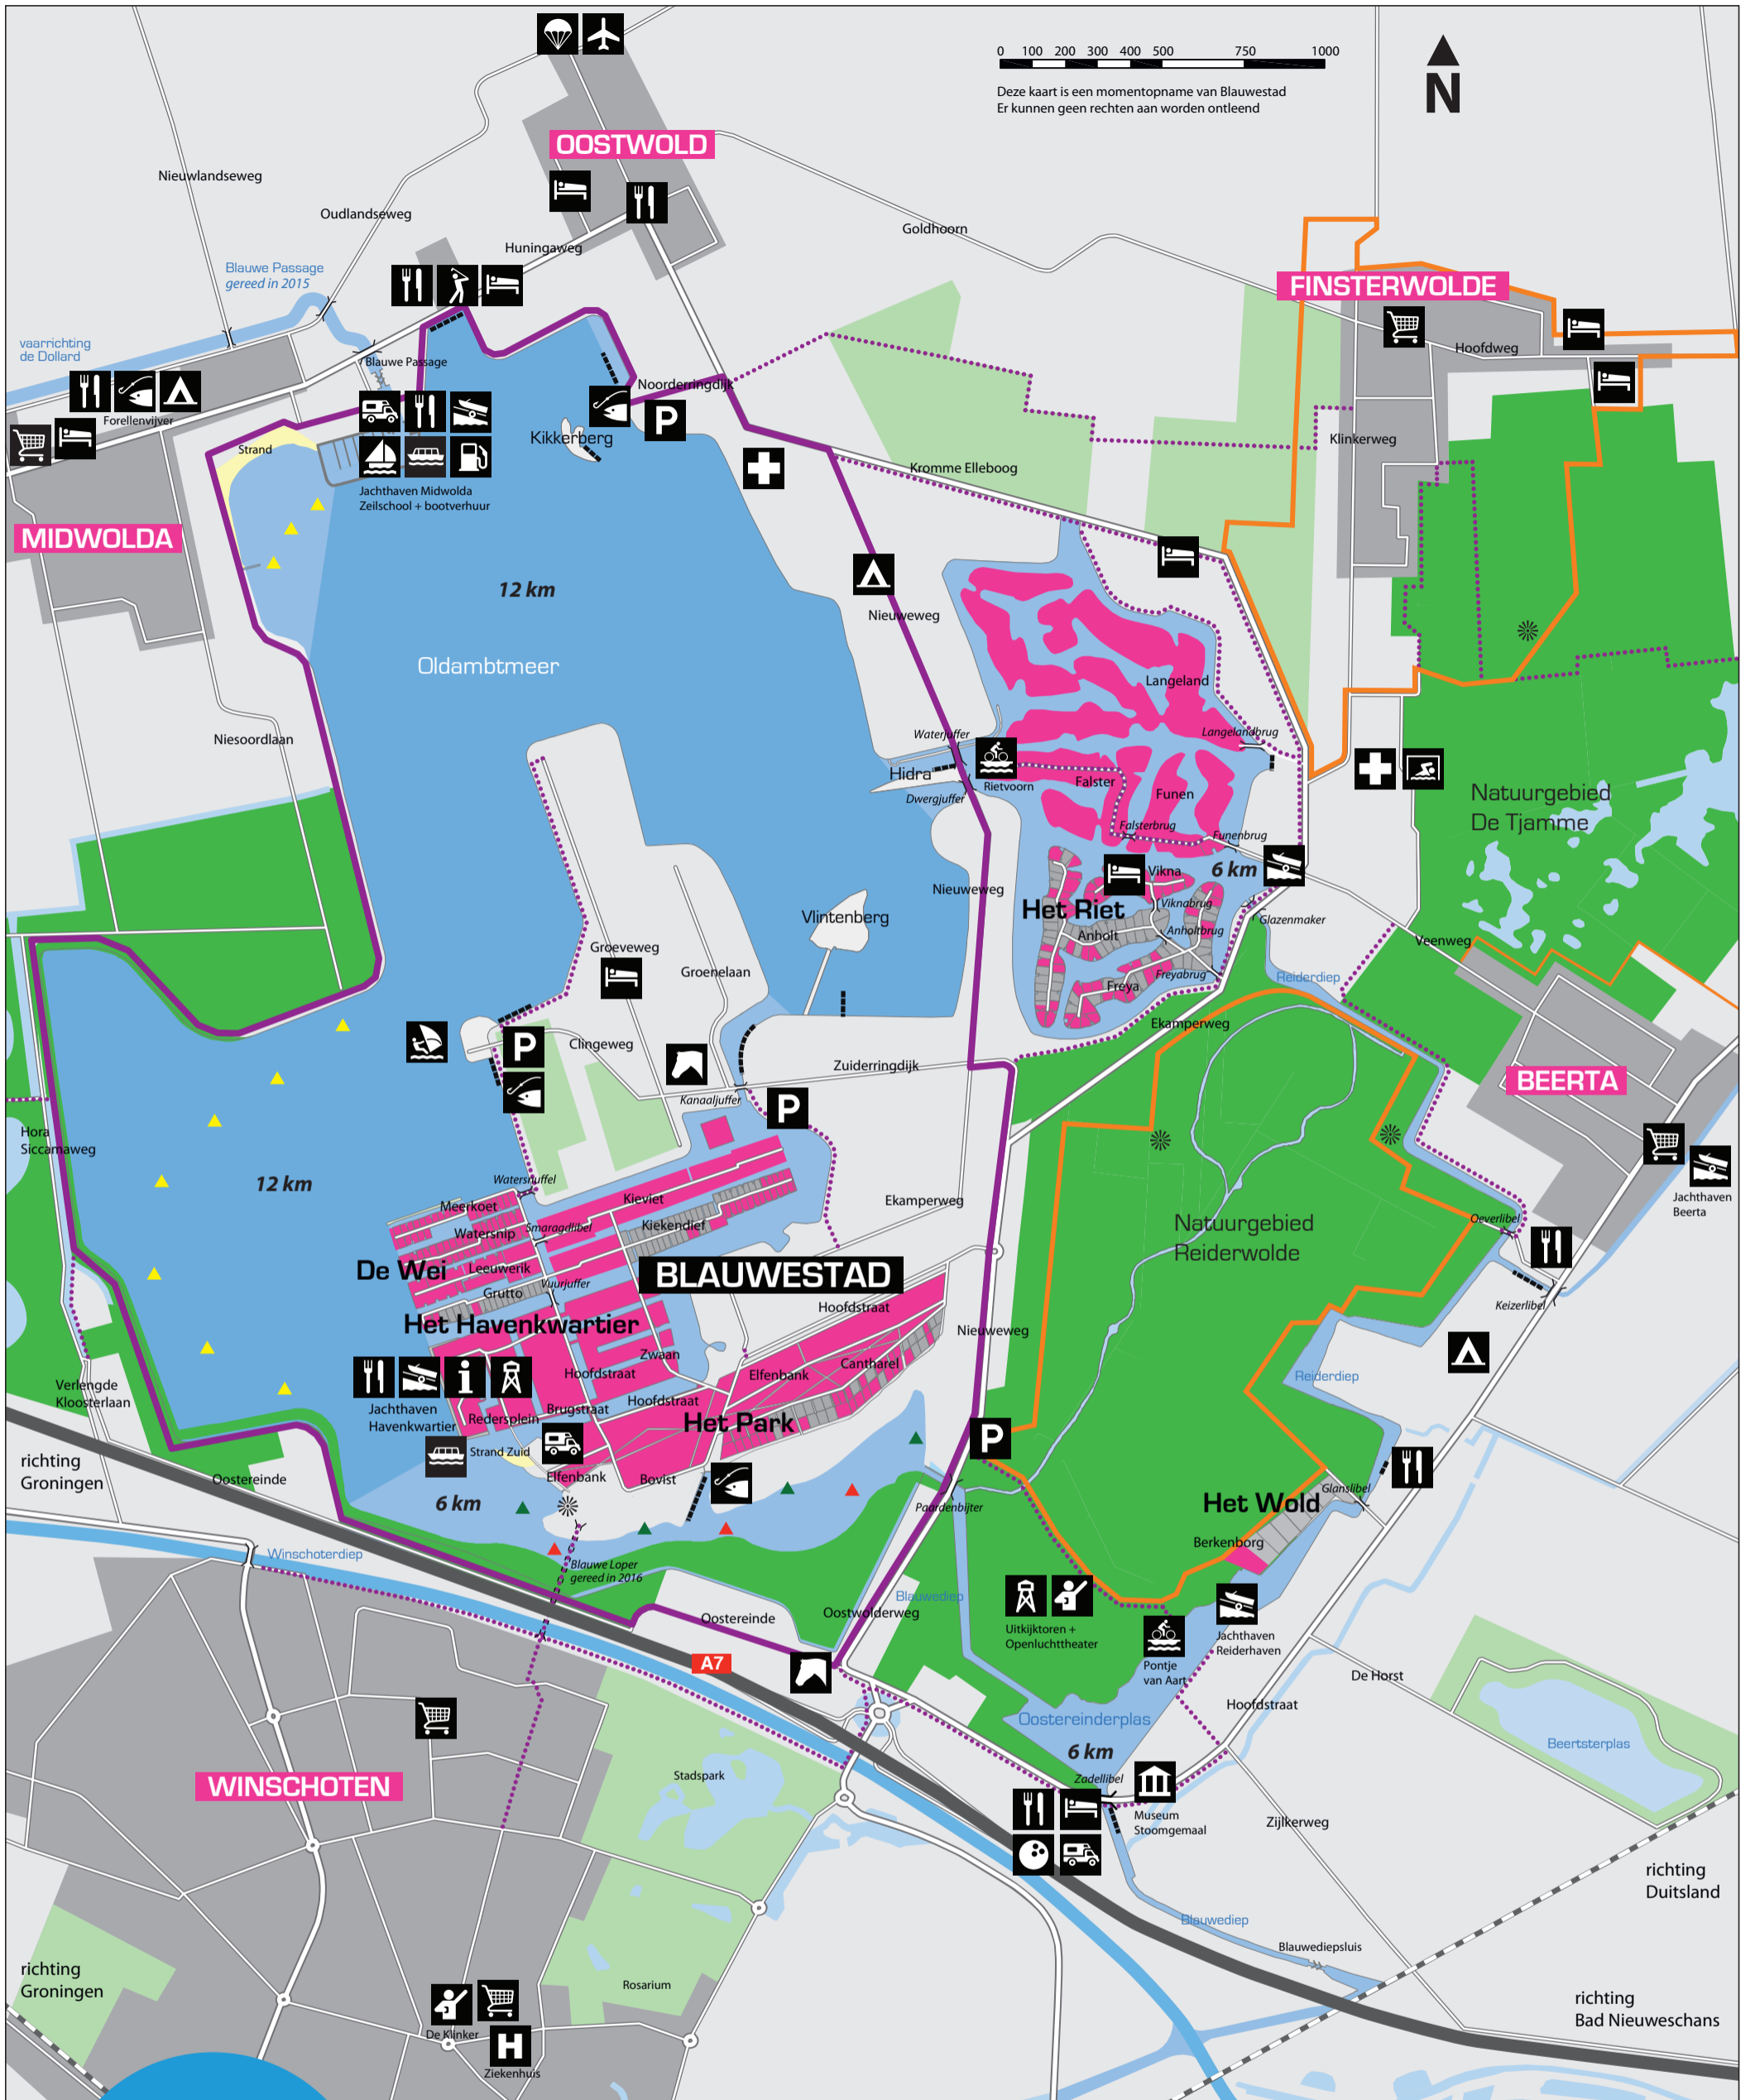 0 100 200 300 400 500 750 1000
Deze kaart is een momentopname van Blauwestad
Er kunnen geen rechten aan worden ontleend
N
OOSTWOLD
Nieuwlandseweg
Oudlandseweg
Huningaweg
Goldhoorn
Blauwe Passage
gereed in 2015
FINSTERWOLDE
vaarrichting
de Dollard
Blauwe Passage
Hoofdweg
Noorderringdijk
P
Forellenvijver
Strand
Kikkerberg
Klinkerweg
Kromme Elleboog
Jachthaven Midwolda
Zeilschool + bootverhuur
MIDWOLDA
12 km
Nieuweweg
Oldambtmeer
Langeland
Niesoordlaan
Waterjuffer
Langelandbrug
Hidra
Rietvoorn
Falster
Funen
Dwergjuffer
Natuurgebied
De Tjamme
Falsterbrug
Funenbrug
6 km
Vikna
Nieuweweg
Viknabrug
Het Riet
Vlintenberg
Glazenmaker
Anholt
Anholtbrug
Veenweg
Groeveweg
Groenelaan
Freyabrug
Reiderdiep
Freya
Ekamperweg
P
Clingeweg
Zuiderringdijk
BEERTA
Kanaaljuffer
P
Hora
Siccamaweg
12 km
Watersnuffel
Meerkoet
Kieviet
Ekamperweg
Jachthaven
Beerta
Watersnip
Smaragdlibel
Kiekendief
Oeverlibel
Natuurgebied
Reiderwolde
De Wei
Leeuwerik
BLAUWESTAD
Grutto
Vuurjuffer
Hoofdstraat
Keizerlibel
Het Havenkwartier
Nieuweweg
Zwaan
Cantharel
Hoofdstraat
Elfenbank
Reiderdiep
Verlengde
Kloosterlaan
i
Jachthaven
Havenkwartier
Brugstraat
Hoofdstraat
Redersplein
Het Park
P
Strand Zuid
richting
Groningen
Oostereinde
Elfenbank
Bovist
Glanslibel
6 km
Paardenbijter
Het Wold
Berkenborg
Winschoterdiep
Blauwe Loper
gereed in 2016
Blauwediep
Oostereinde
Oostwolderweg
Uitkijktoren +
Openluchttheater
Jachthaven
Reiderhaven
A7
Pontje
van Aart
De Horst
Hoofdstraat
Oostereinderplas
6 km
Beertsterplas
WINSCHOTEN
Stadspark
Zadellibel
Museum
Stoomgemaal
Zijlkerweg
richting
Duitsland
Blauwediep
Blauwediepsluis
richting
Groningen
Rosarium
richting
Bad Nieuweschans
De Klinker
H
Ziekenhuis